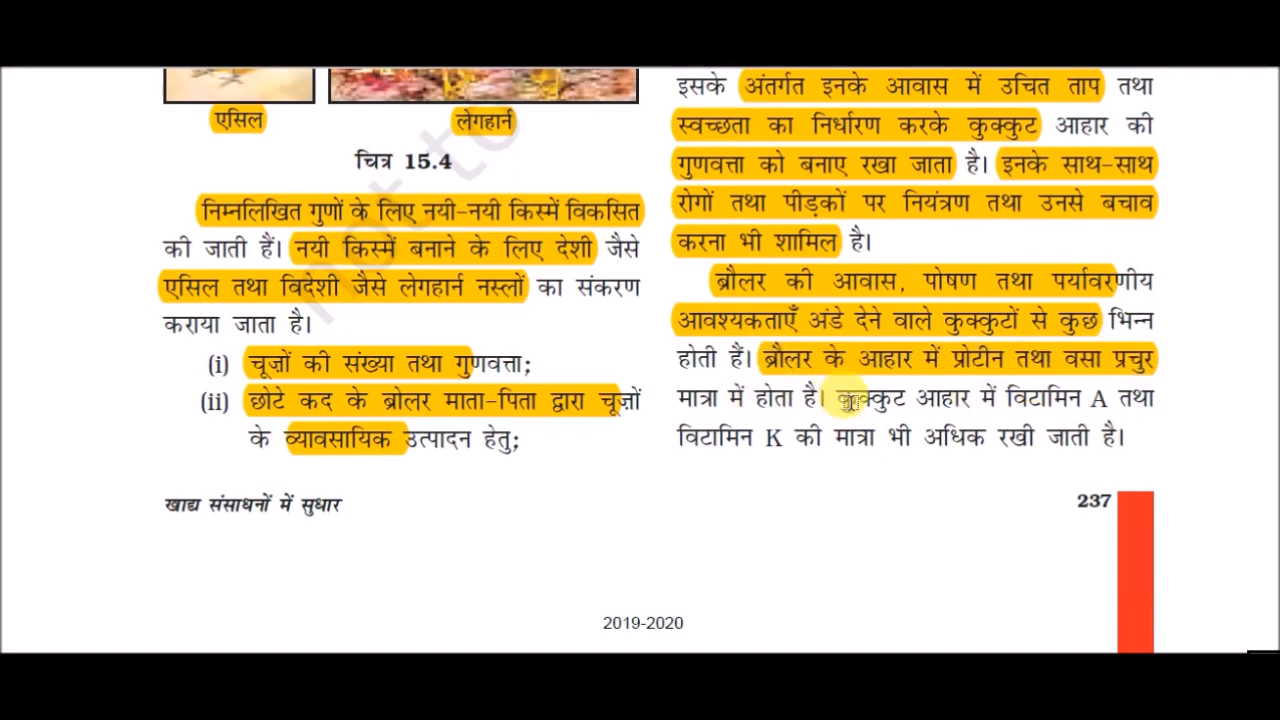 एसिल
लेगहार्न
चित्र 15.4
निम्नलिखित गुणों के लिए नयी-नयी किस्में विकसित
की जाती हैं। नयी किस्में बनाने के लिए देशी जैसे
एसिल तथा विदेशी जैसे लेगहार्न नस्लों का संकरण
कराया जाता है।
(i) चूजों की संख्या तथा गुणवत्ता;
(ii) छोटे कद के ब्रोलर माता-पिता द्वारा चूज़ों
के व्यावसायिक उत्पादन हेतु;
इसके अंतर्गत इनके आवास में उचित ताप तथा
स्वच्छता का निर्धारण करके कुक्कुट आहार की
गुणवत्ता को बनाए रखा जाता है। इनके साथ-साथ
रोगों तथा पीड़कों पर नियंत्रण तथा उनसे बचाव
करना भी शामिल है।
ब्रौलर की आवास, पोषण तथा पर्यावरणीय
आवश्यकताएँ अंडे देने वाले कुक्कुटों से कुछ भिन्न
होती हैं। ब्रौलर के आहार में प्रोटीन तथा वसा प्रचुर
मात्रा में होता है। कुक्कुट आहार में विटामिन A तथा
विटामिन K की मात्रा भी अधिक रखी जाती है।
खाद्य संसाधनों में सुधार
237
2019-2020
not to